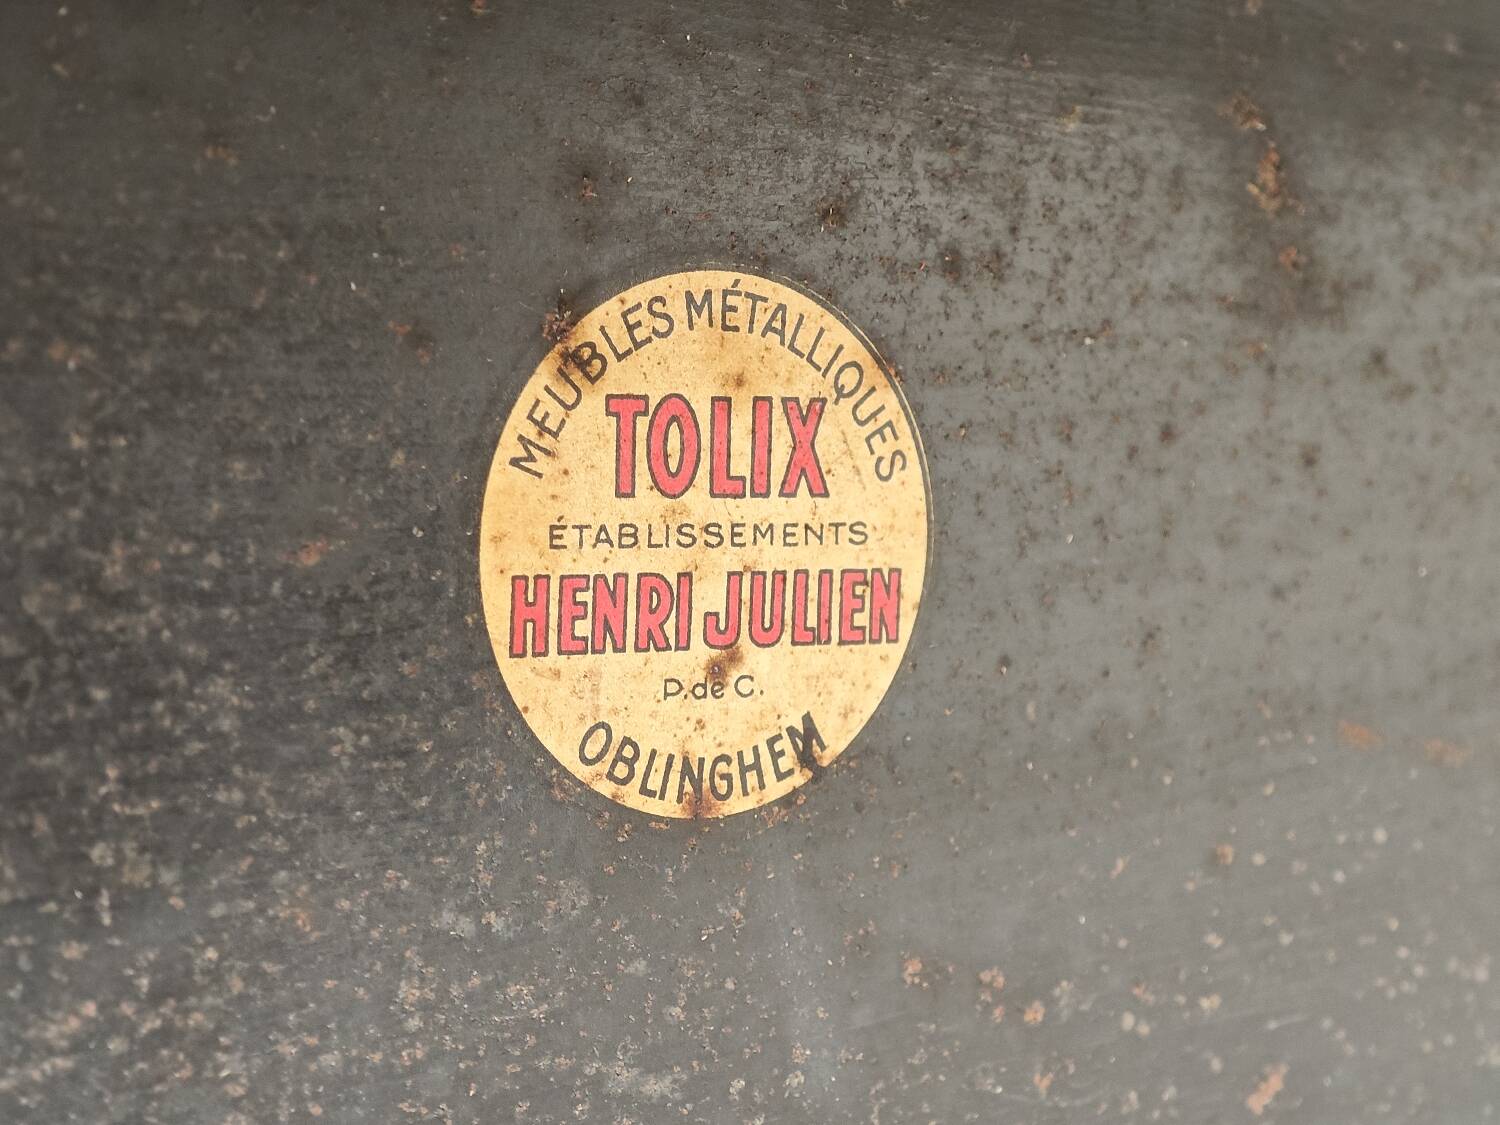 MEUBLES MÉTALLIQUES
TOLIX
ÉTABLISSEMENTS
HENRI JULIEN
P. de C.
OBLINGHEM